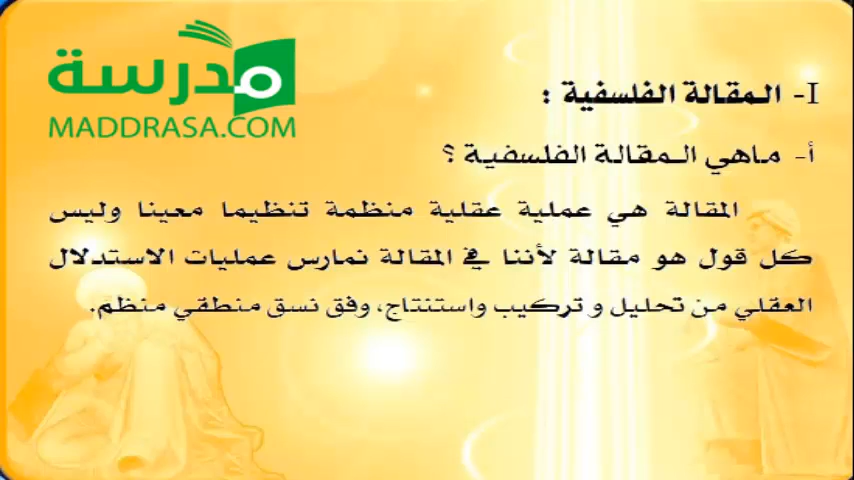 مدرسة
MADDRASA.COM
I- المقالة الفلسفية :
أ- ماهي المقالة الفلسفية ؟
المقالة هي عملية عقلية منظمة تنظيما معينا وليس
كل قول هو مقالة لأننا في المقالة نمارس عمليات الاستدلال
العقلي من تحليل و تركيب واستنتاج، وفق نسق منطقي منظم.